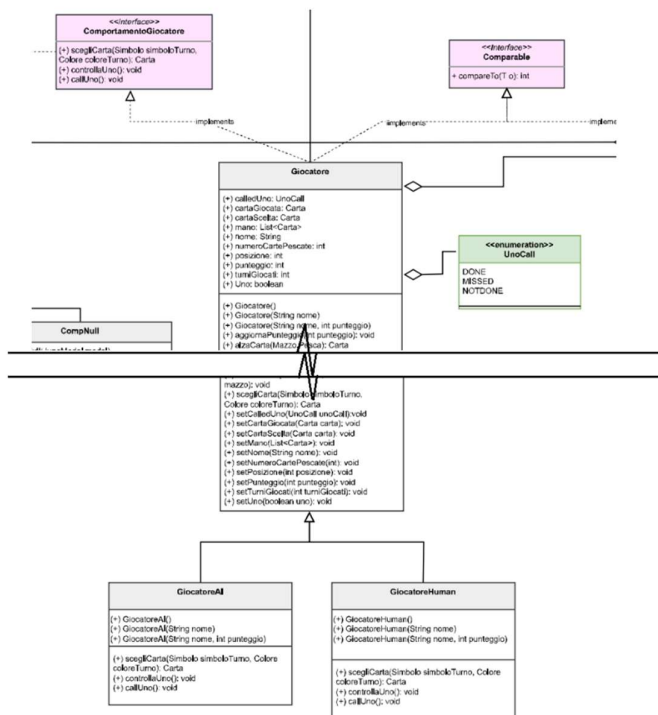 <<interface>>
ComportamentoGiocatore
(+) scegliCarta(Simbolo simboloTurno,
Colore coloreTurno): Carta
(+) controllaUno(): void
(+) callUno(): void
<<Interface>>
Comparable
+ compareTo(T o): int
implements
implements
impleme
Giocatore
(+) calledUno: UnoCall
(+) cartaGiocata: Carta
(+) cartaScelta: Carta
(+) mano: List<Carta>
(+) nome: String
(+) numeroCartePescate: int
(+) posizione: int
(+) punteggio: int
(+) turniGiocati: int
(+) Uno: boolean
(+) Giocatore()
(+) Giocatore(String nome)
(+) Giocatore(String nome, int punteggio)
(+) aggiornaPunteggio(int punteggio): void
(+) alzaCarta(Mazzo Pesca): Carta
<<enumeration>>
UnoCall
DONE
MISSED
NOTDONE
CompNull
mazzo): void
(+) scegliCarta(Simbolo simboloTurno,
Colore coloreTurno): Carta
(+) setCalledUno(UnoCall unoCall):void
(+) setCartaGiocata(Carta carta): void
(+) setCartaScelta(Carta carta): void
(+) setMano(List<Carta>): void
(+) setNome(String nome): void
(+) setNumeroCartePescate(int): void
(+) setPosizione(int posizione): void
(+) setPunteggio(int punteggio): void
(+) setTurniGiocati(int turniGiocati): void
(+) setUno(boolean uno): void
GiocatoreAI
(+) GiocatoreAI()
(+) GiocatoreAI(String nome)
(+) GiocatoreAI(String nome, int punteggio)
(+) scegliCarta(Simbolo simboloTurno, Colore
coloreTurno): Carta
(+) controllaUno(): void
(+) callUno(): void
GiocatoreHuman
(+) GiocatoreHuman()
(+) GiocatoreHuman(String nome)
(+) GiocatoreHuman(String nome, int punteggio)
(+) scegliCarta(Simbolo simboloTurno, Colore
coloreTurno): Carta
(+) controllaUno(): void
(+) callUno(): void